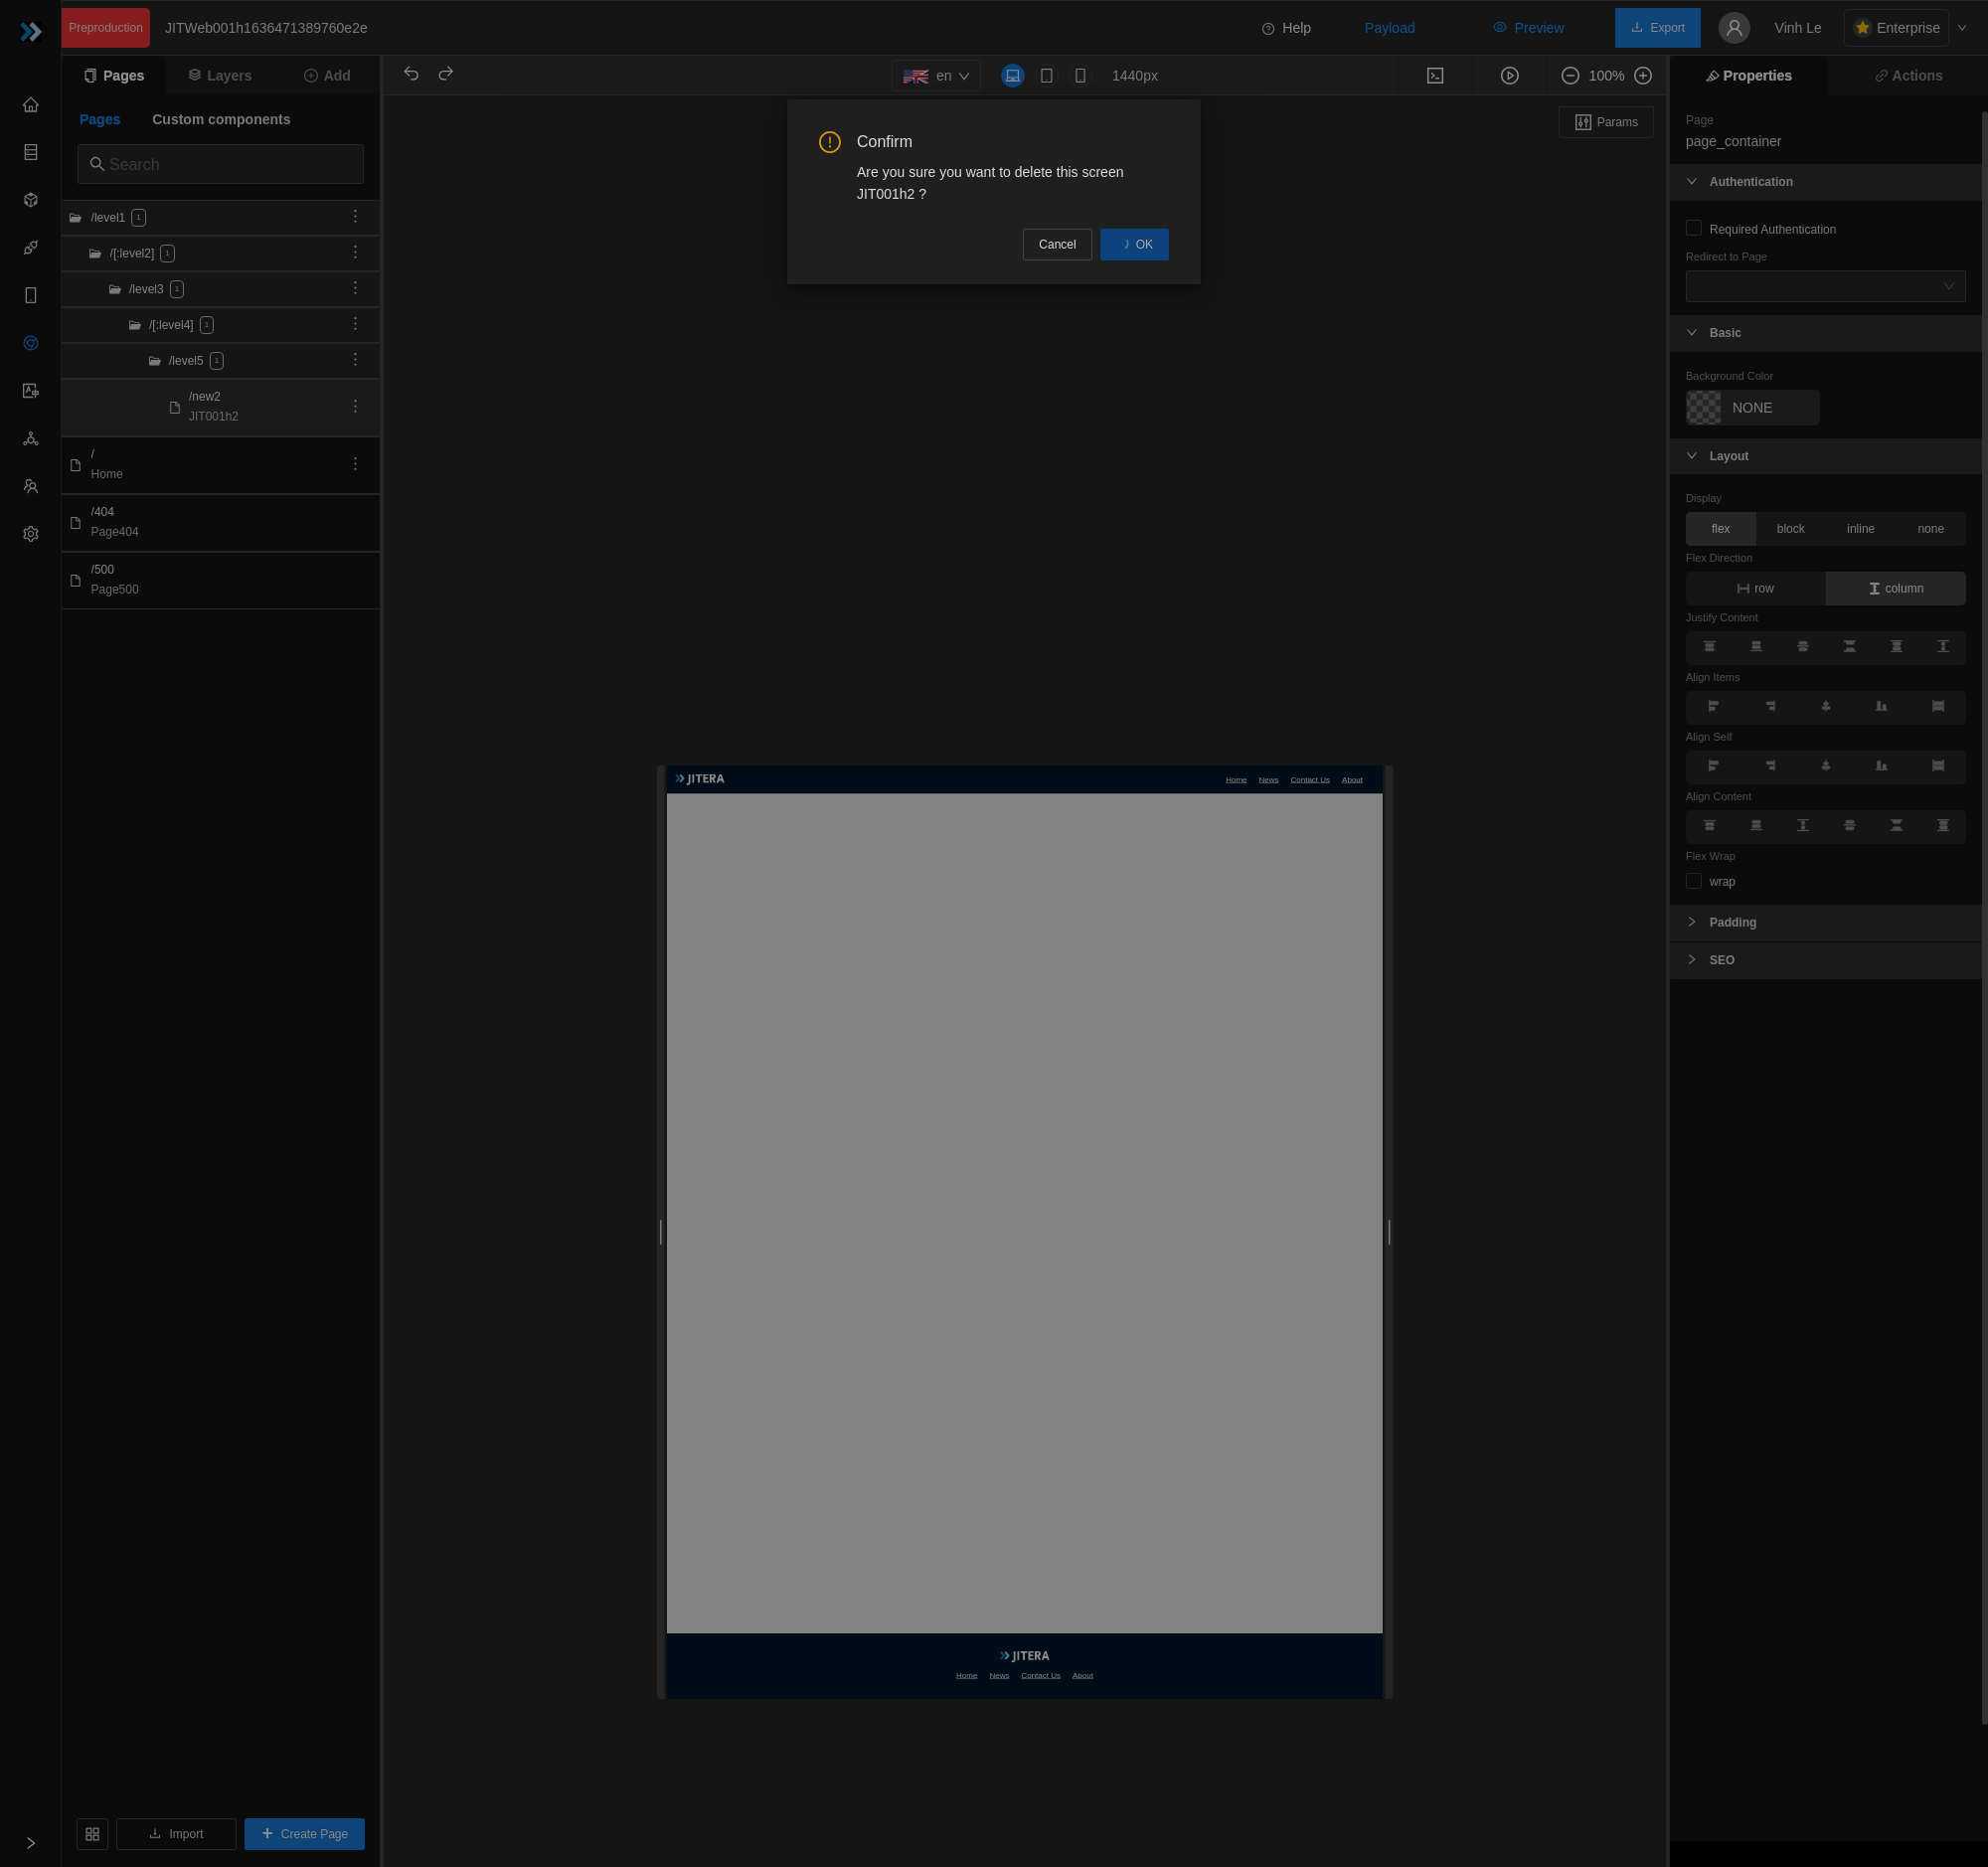 Preproduction
JITWeb001h1636471389760e2e
Help
Payload
Preview
Export
Vinh Le
Enterprise
Pages
Layers
Add
en
1440px
100%
Properties
Actions
Pages
Custom components
Search
/level1 1
/[:level2] 1
/level3 1
/[:level4] 1
/level5 1
/new2
JIT001h2
/
Home
/404
Page404
/500
Page500
Import
Create Page
Confirm
Are you sure you want to delete this screen
JIT001h2 ?
Cancel
OK
Params
JITERA
Home News Contact Us About
JITERA
Home News Contact Us About
Page
page_container
Authentication
Required Authentication
Redirect to Page
Basic
Background Color
NONE
Layout
Display
flex block inline none
Flex Direction
row column
Justify Content
Align Items
Align Self
Align Content
Flex Wrap
wrap
Padding
SEO